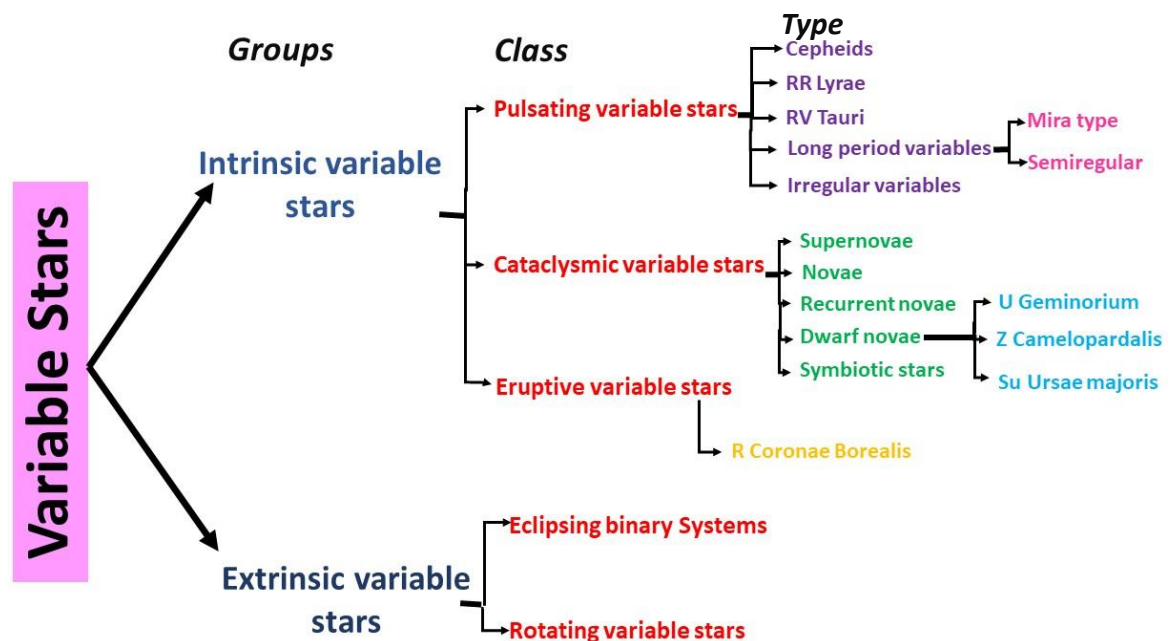 Groups
Class
Type
Variable Stars
Intrinsic variable
stars
Pulsating variable stars
Cepheids
RR Lyrae
RV Tauri
Long period variables
Mira type
Semiregular
Irregular variables
Cataclysmic variable stars
Supernovae
Novae
Recurrent novae
Dwarf novae
U Geminorium
Z Camelopardalis
Su Ursae majoris
Symbiotic stars
Eruptive variable stars
R Coronae Borealis
Extrinsic variable
stars
Eclipsing binary Systems
Rotating variable stars